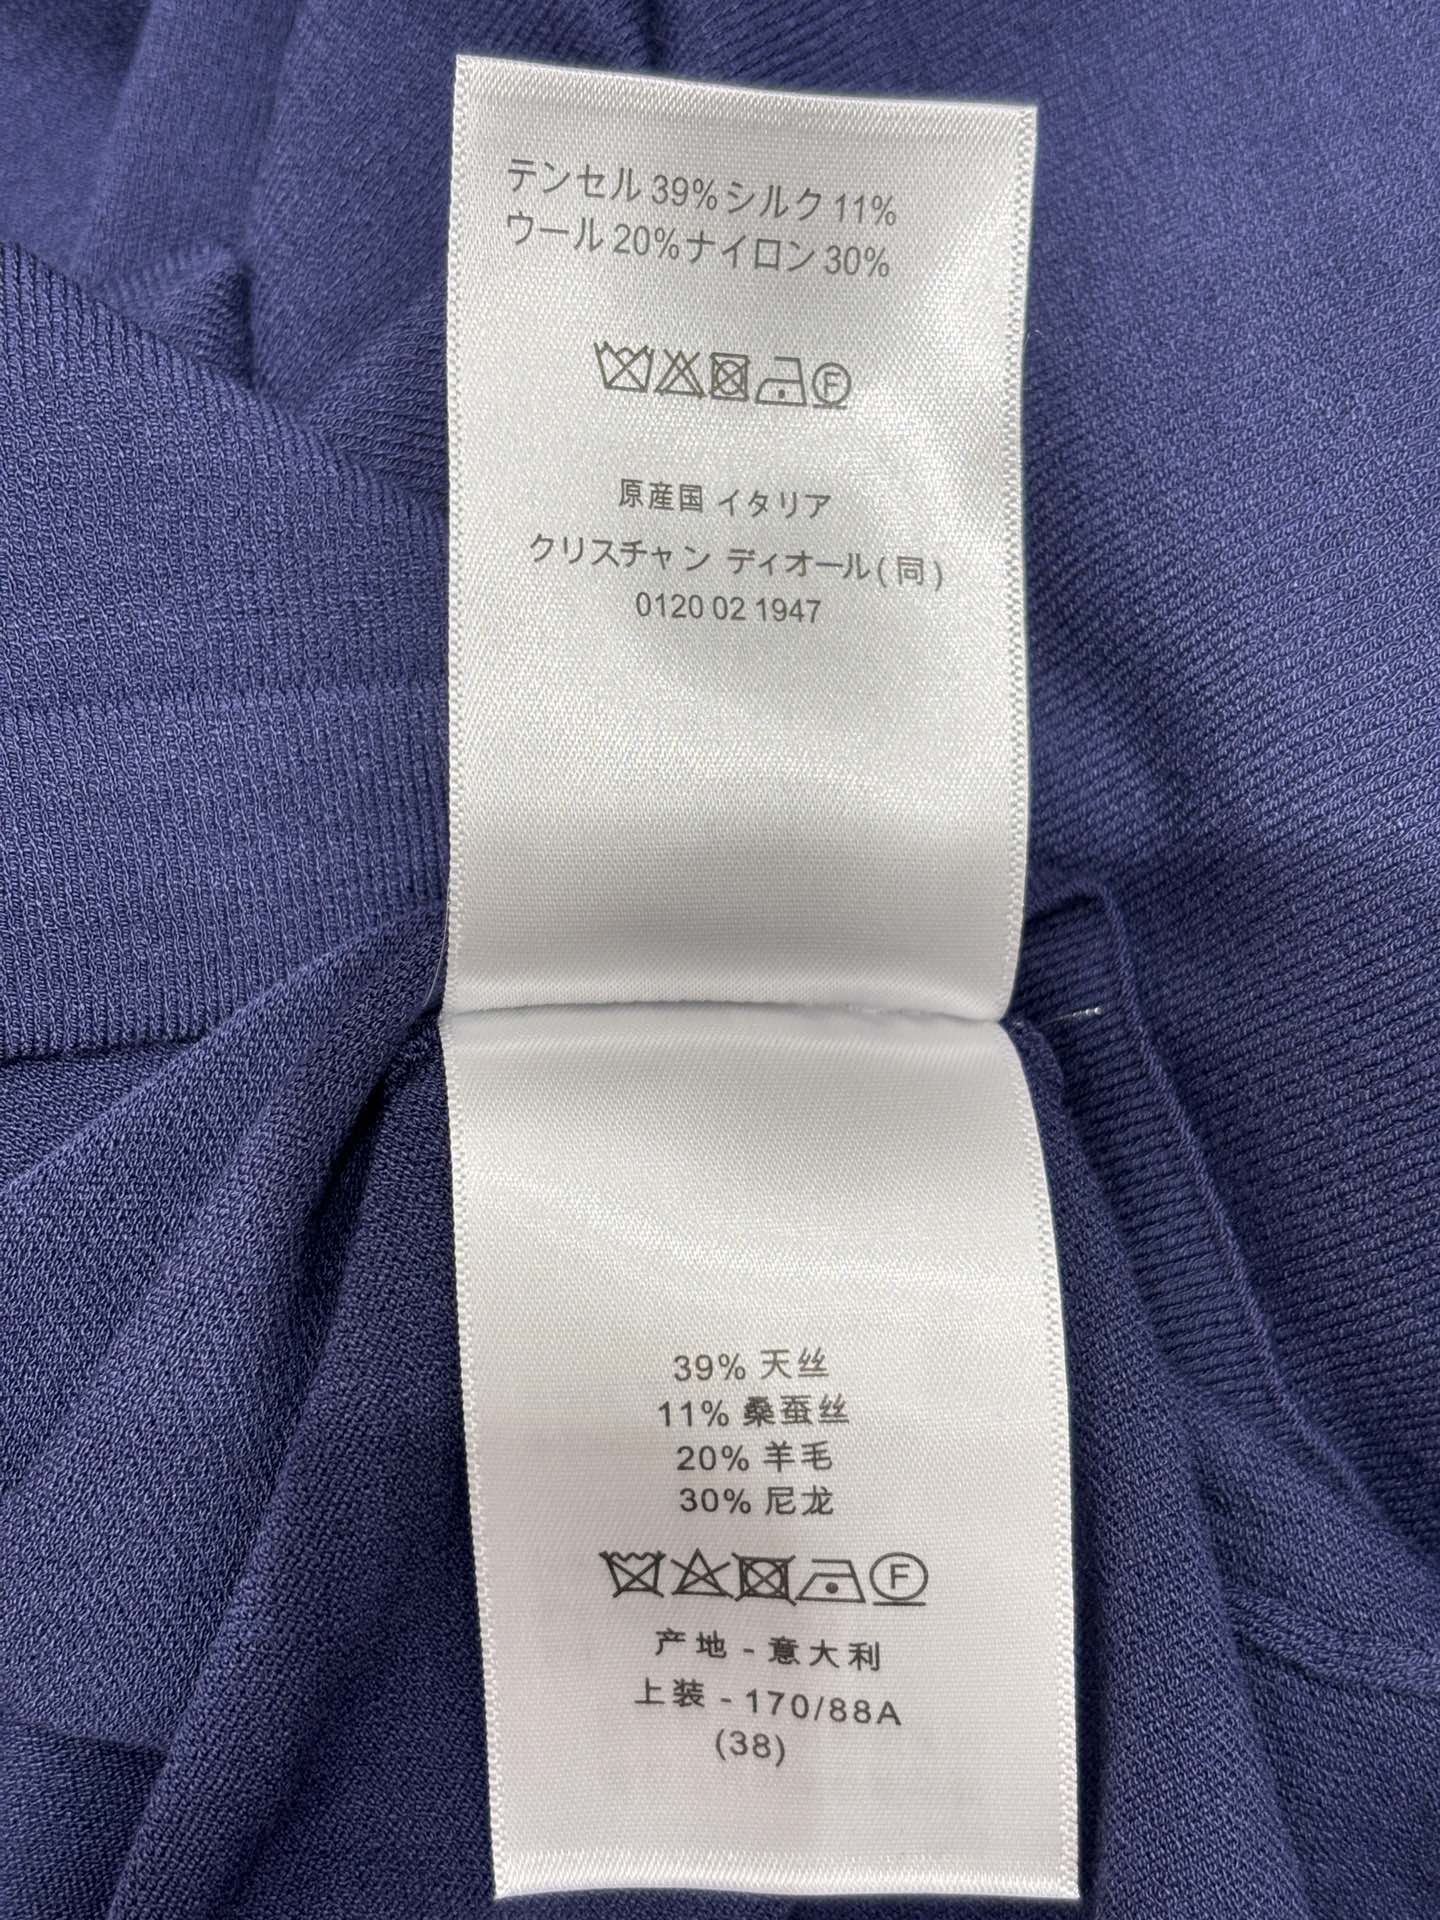 テンセル 39% シルク 11%
ウール 20% ナイロン 30%
F
原産国 イタリア
クリスチャン ディオール ( 同 )
0120 02 1947
39% 天丝
11% 桑蚕丝
20% 羊毛
30% 尼龙
F
产地 - 意大利
上装 - 170/88A
(38)